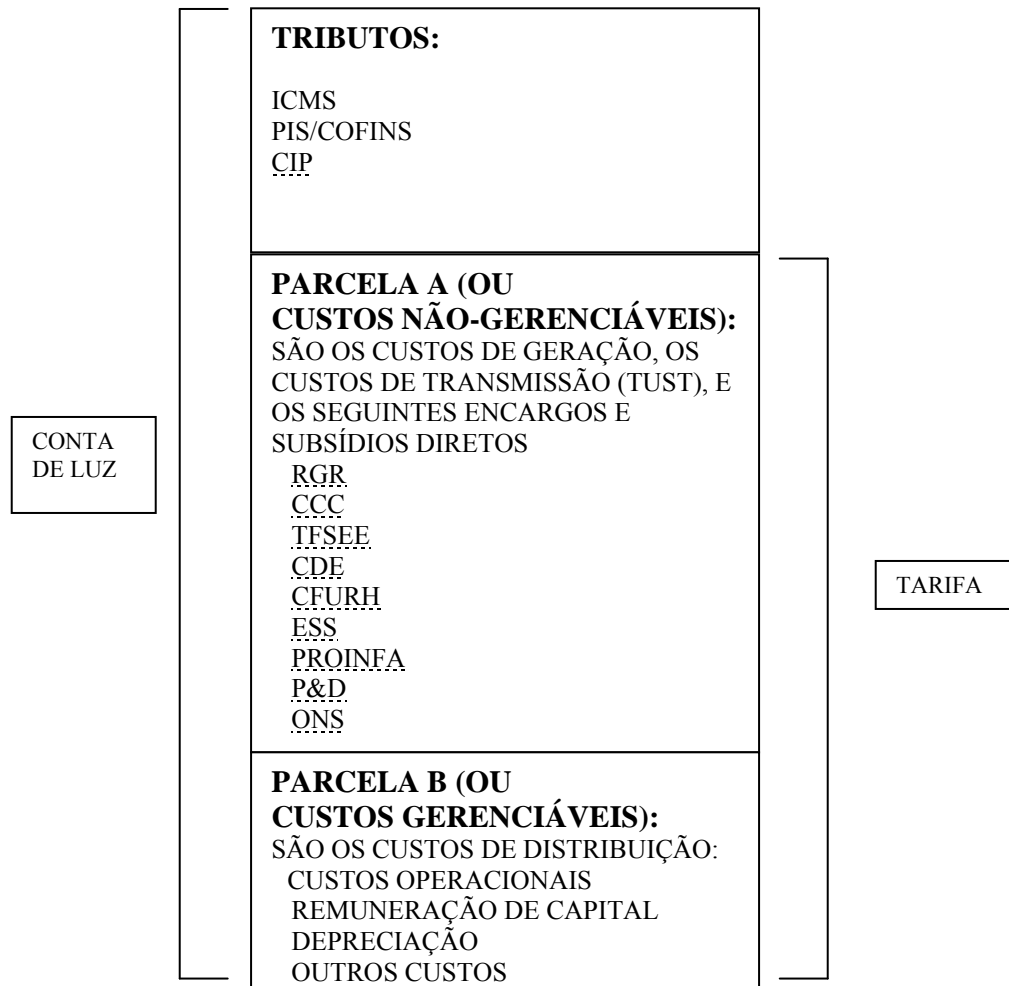 TRIBUTOS:
ICMS
PIS/COFINS
CIP
PARCELA A (OU
CUSTOS NÃO-GERENCIÁVEIS):
SÃO OS CUSTOS DE GERAÇÃO, OS
CUSTOS DE TRANSMISSÃO (TUST), E
OS SEGUINTES ENCARGOS E
SUBSÍDIOS DIRETOS
RGR
CCC
TFSEE
CDE
CFURH
ESS
PROINFA
P&D
ONS
PARCELA B (OU
CUSTOS GERENCIÁVEIS):
SÃO OS CUSTOS DE DISTRIBUIÇÃO:
CUSTOS OPERACIONAIS
REMUNERAÇÃO DE CAPITAL
DEPRECIAÇÃO
OUTROS CUSTOS
CONTA
DE LUZ
TARIFA